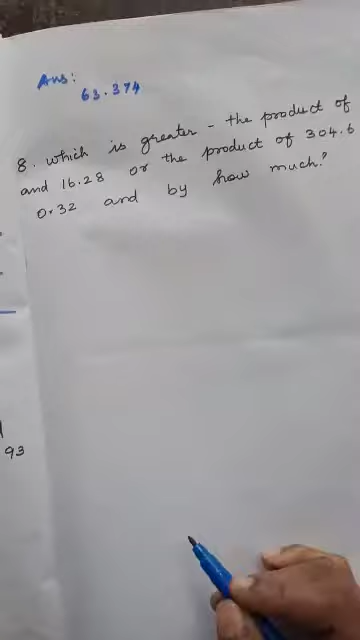 Ans:
63.374
8. which is greater - the product of
and 16.28 or the product of 304.6
0.32 and by how much?
93